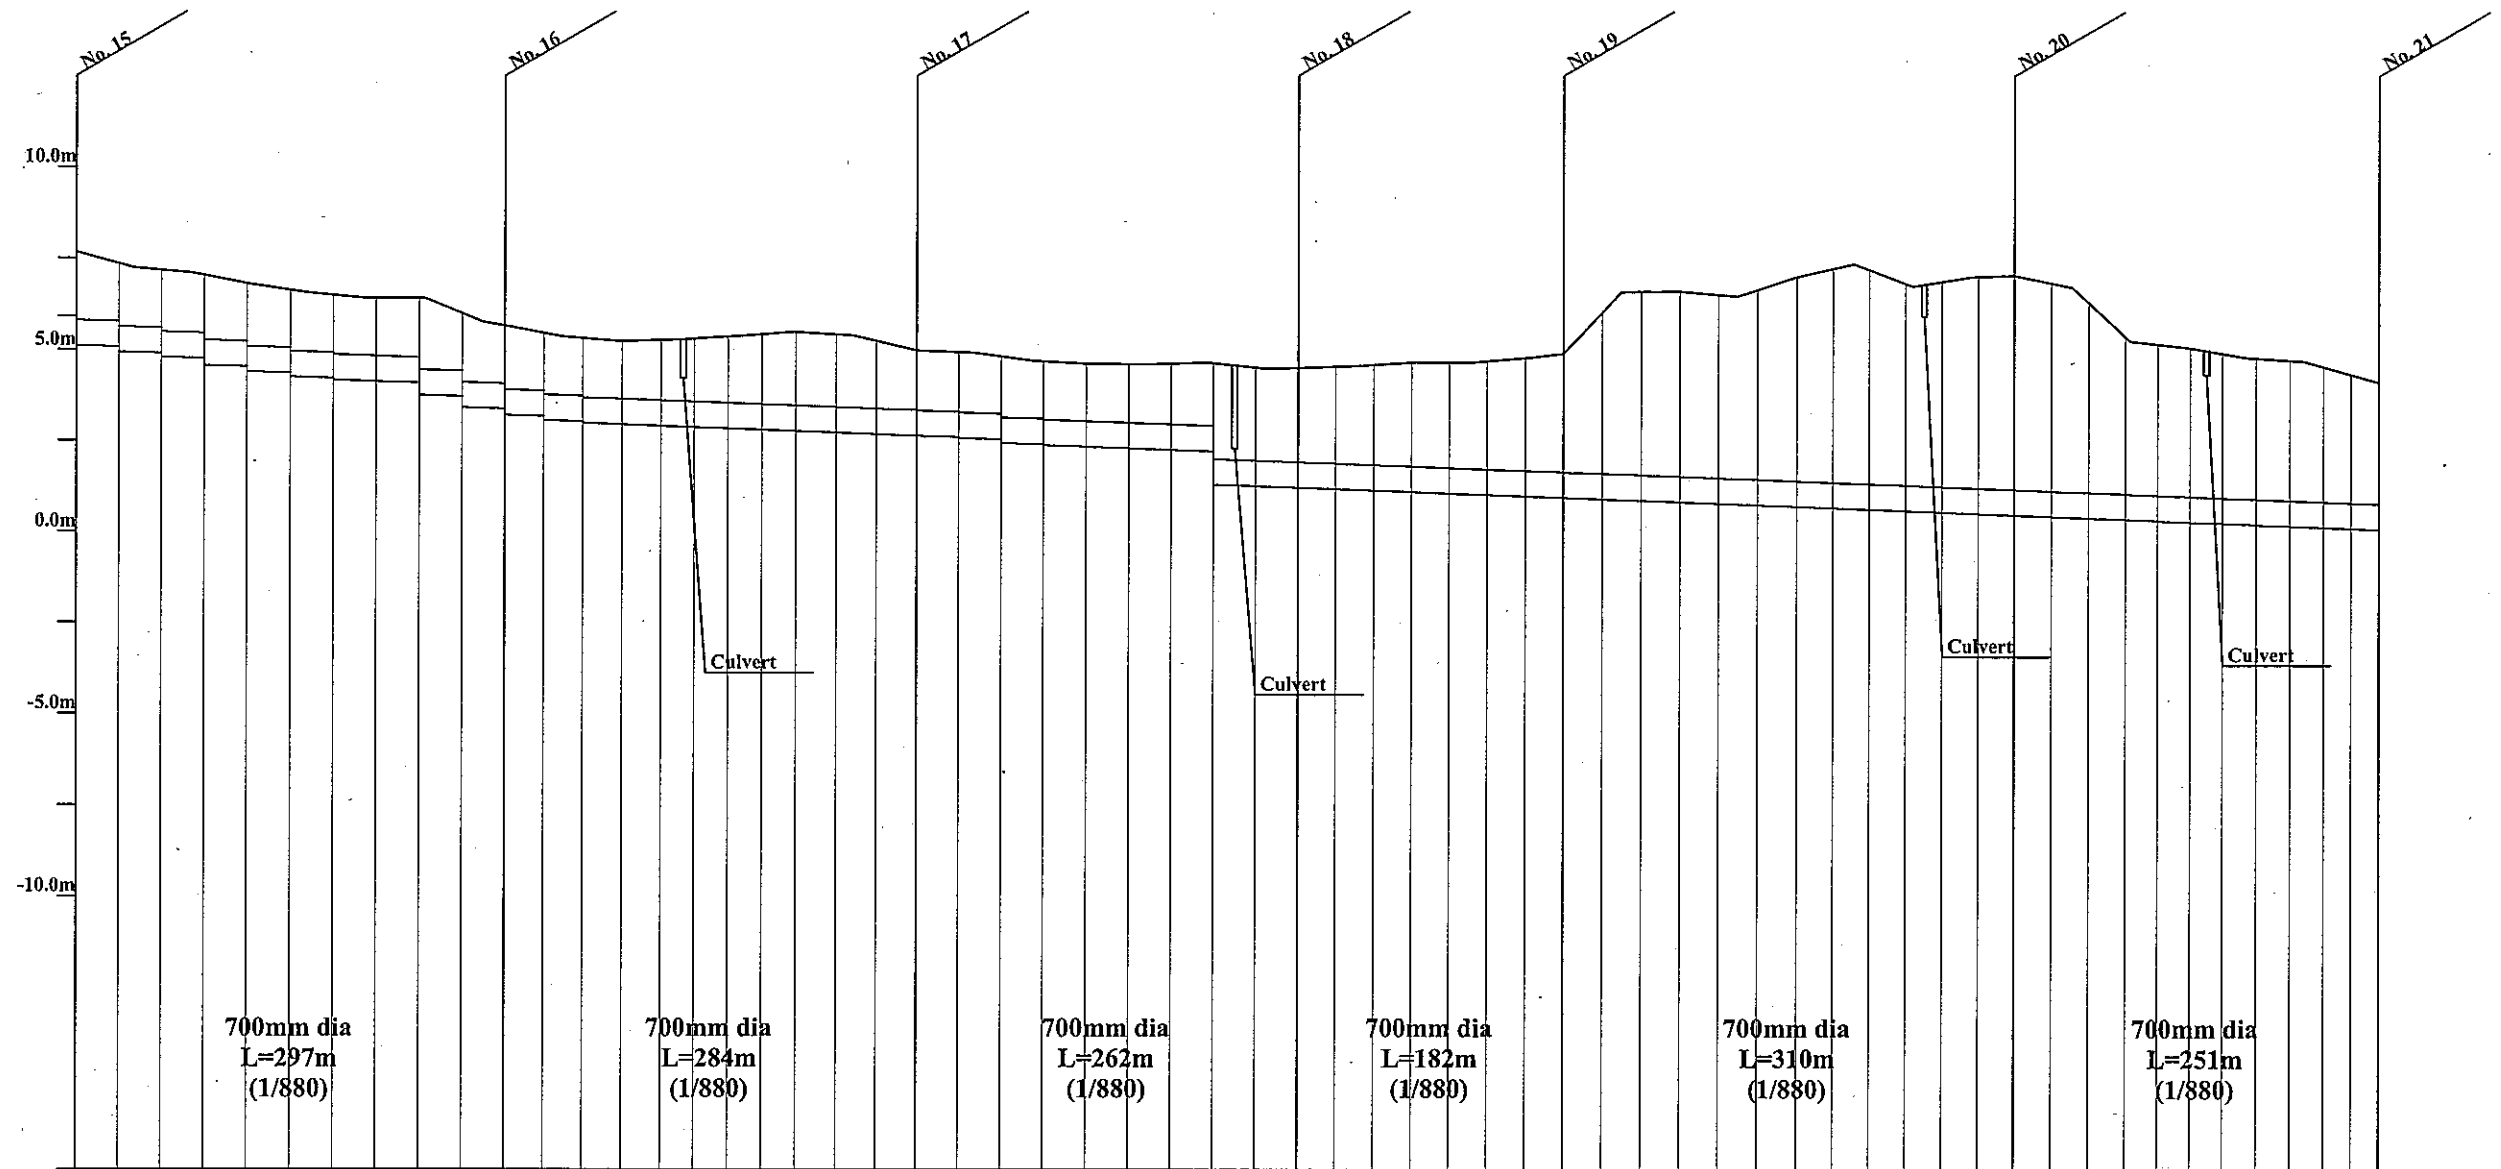 No. 15
No. 16
No. 17
No. 18
No. 19
No. 20
No. 21
10.0m
5.0m
0.0m
-5.0m
-10.0m
Culvert
Culvert
Culvert
Culvert
700mm dia
L=297m
(1/880)
700mm dia
L=284m
(1/880)
700mm dia
L=262m
(1/880)
700mm dia
L=182m
(1/880)
700mm dia
L=310m
(1/880)
700mm dia
L=251m
(1/880)